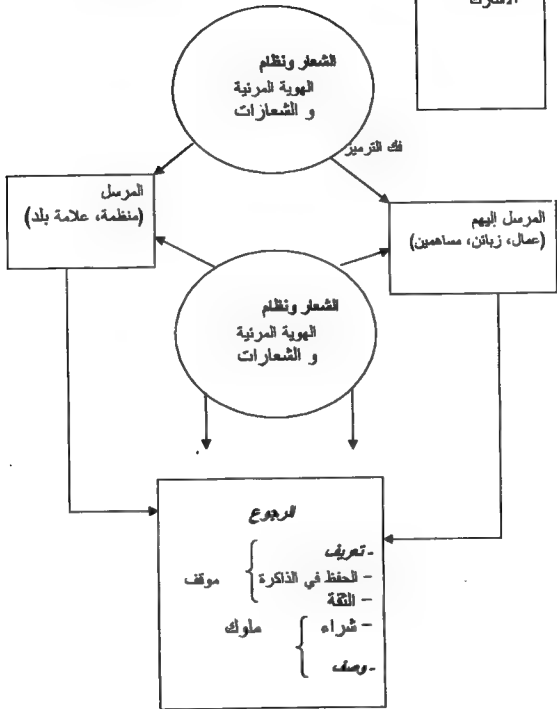 الشعار ونظام
الهوية المرئية
و الشعارات
فك الترميز
المرسل
(منظمة، علامة بلد)
المرسل إليهم
(عمال، زبائن، مساهمين)
الشعار ونظام
الهوية المرئية
و الشعارات
الرجوع
- تعريف
- الحفظ في الذاكرة
موقف
- الثقة
- شراء
ملوك
- وصف